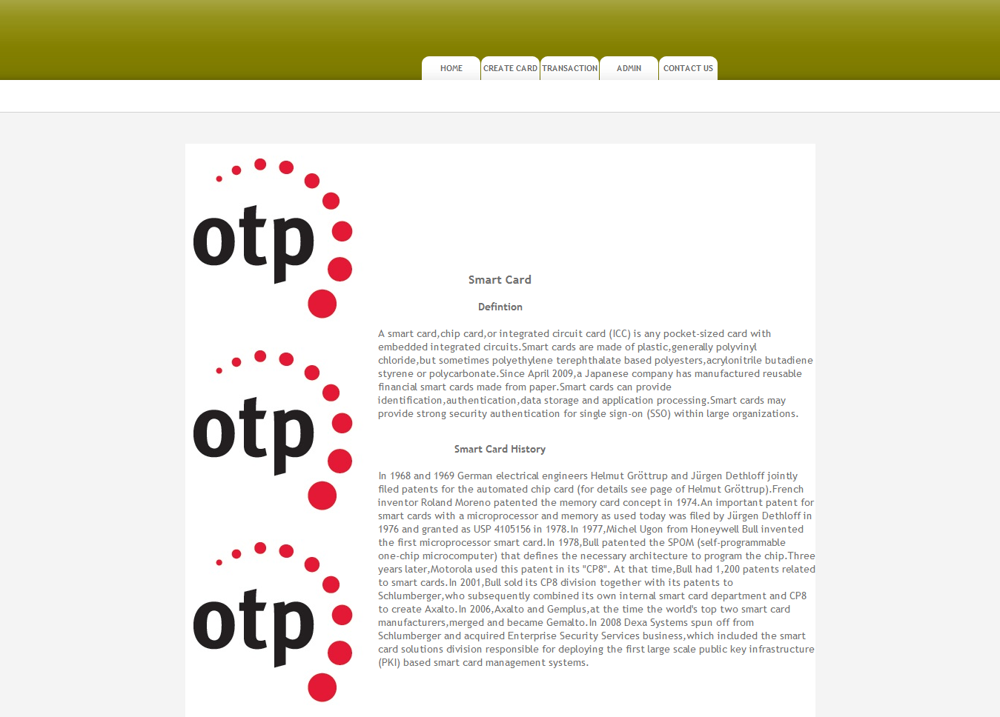 HOME CREATE CARD TRANSACTION ADMIN CONTACT US
otp
Smart Card
Defintion
A smart card,chip card,or integrated circuit card (ICC) is any pocket-sized card with
embedded integrated circuits.Smart cards are made of plastic,generally polyvinyl
chloride,but sometimes polyethylene terephthalate based polyesters,acrylonitrile butadiene
styrene or polycarbonate.Since April 2009,a Japanese company has manufactured reusable
financial smart cards made from paper.Smart cards can provide
identification,authentication,data storage and application processing.Smart cards may
provide strong security authentication for single sign-on (SSO) within large organizations.
otp
Smart Card History
In 1968 and 1969 German electrical engineers Helmut Gröttrup and Jürgen Dethloff jointly
filed patents for the automated chip card (for details see page of Helmut Gröttrup).French
inventor Roland Moreno patented the memory card concept in 1974.An important patent for
smart cards with a microprocessor and memory as used today was filed by Jürgen Dethloff in
1976 and granted as USP 4105156 in 1978.In 1977,Michel Ugon from Honeywell Bull invented
the first microprocessor smart card.In 1978,Bull patented the SPOM (self-programmable
one-chip microcomputer) that defines the necessary architecture to program the chip.Three
years later,Motorola used this patent in its "CP8". At that time,Bull had 1,200 patents related
to smart cards.In 2001,Bull sold its CP8 division together with its patents to
Schlumberger,who subsequently combined its own internal smart card department and CP8
to create Axalto.In 2006,Axalto and Gemplus,at the time the world's top two smart card
manufacturers,merged and became Gemalto.In 2008 Dexa Systems spun off from
Schlumberger and acquired Enterprise Security Services business,which included the smart
card solutions division responsible for deploying the first large scale public key infrastructure
(PKI) based smart card management systems.
otp